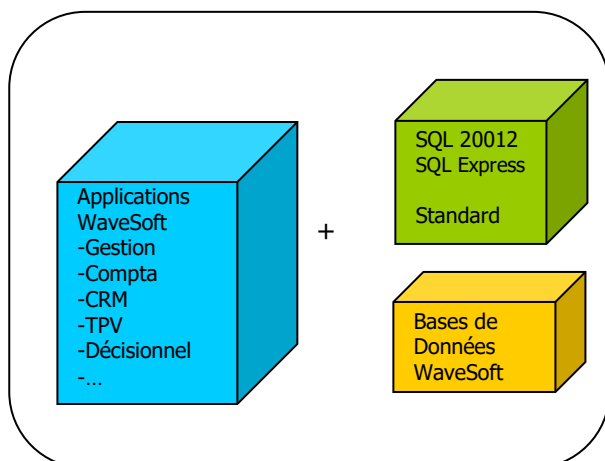 Applications
WaveSoft
-Gestion
-Compta
-CRM
-TPV
-Décisionnel
-…
+
SQL 20012
SQL Express
Standard
Bases de
Données
WaveSoft